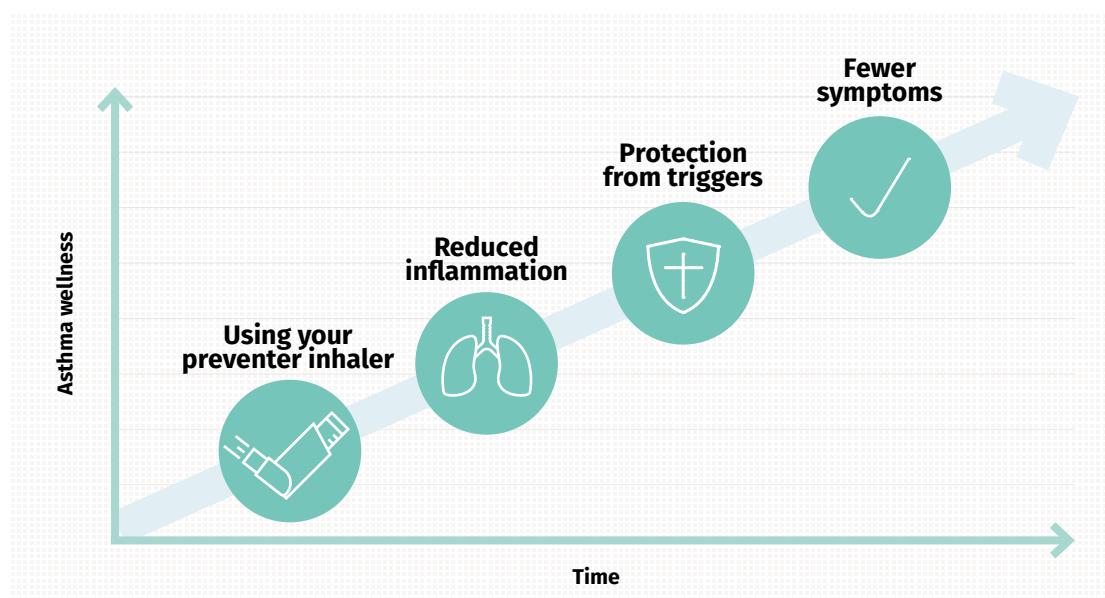 Fewer
symptoms
Protection
from triggers
Reduced
inflammation
Using your
preventer inhaler
Asthma wellness
Time